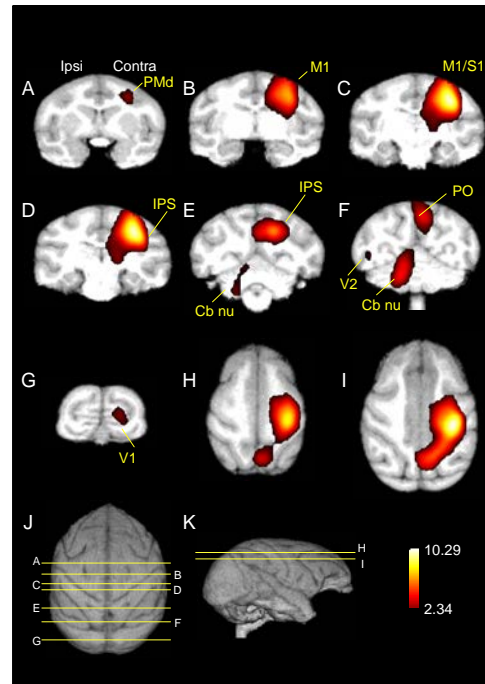 Ipsi Contra
A PMd
B M1
C M1/S1
D IPS
E IPS
Cb nu
F PO
V2
Cb nu
G V1
H
I
J
A
B
C
D
E
F
G
K
H
I
10.29
2.34